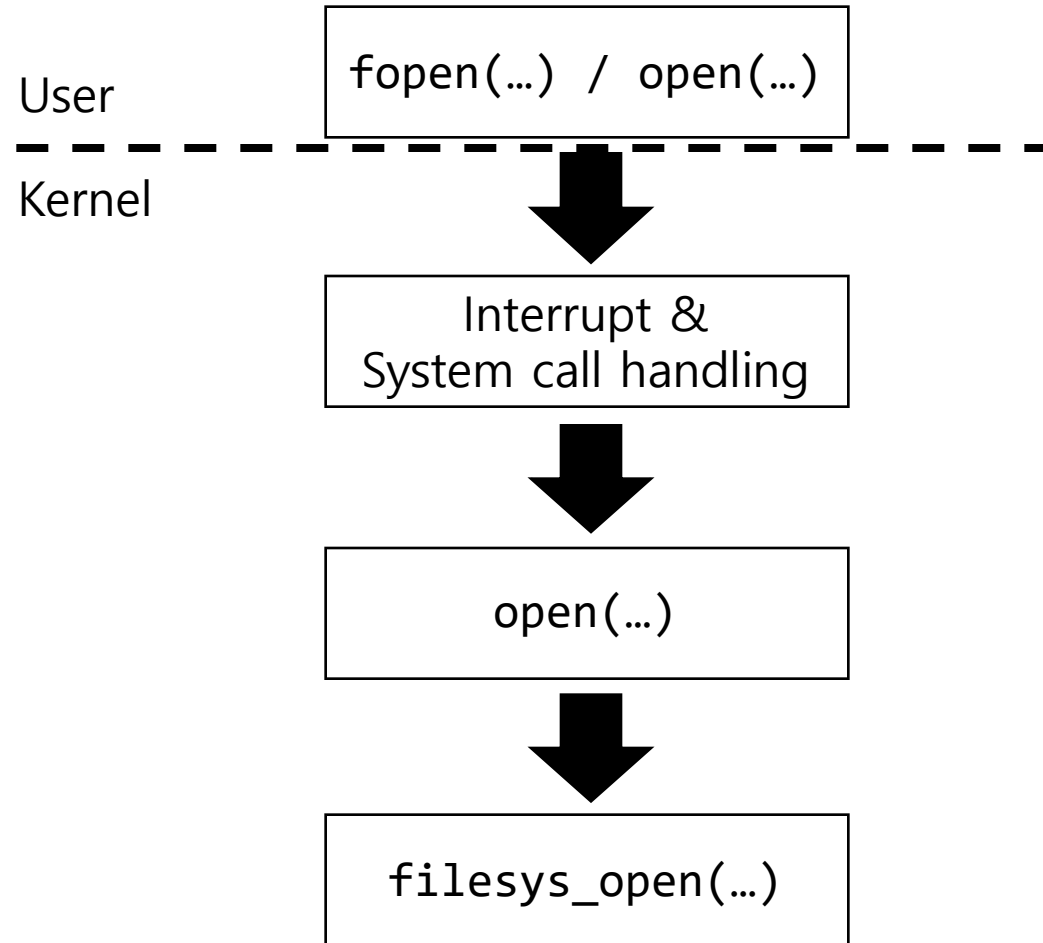 fopen(…) / open(…)
User
Kernel
Interrupt &
System call handling
open(…)
filesys_open(…)